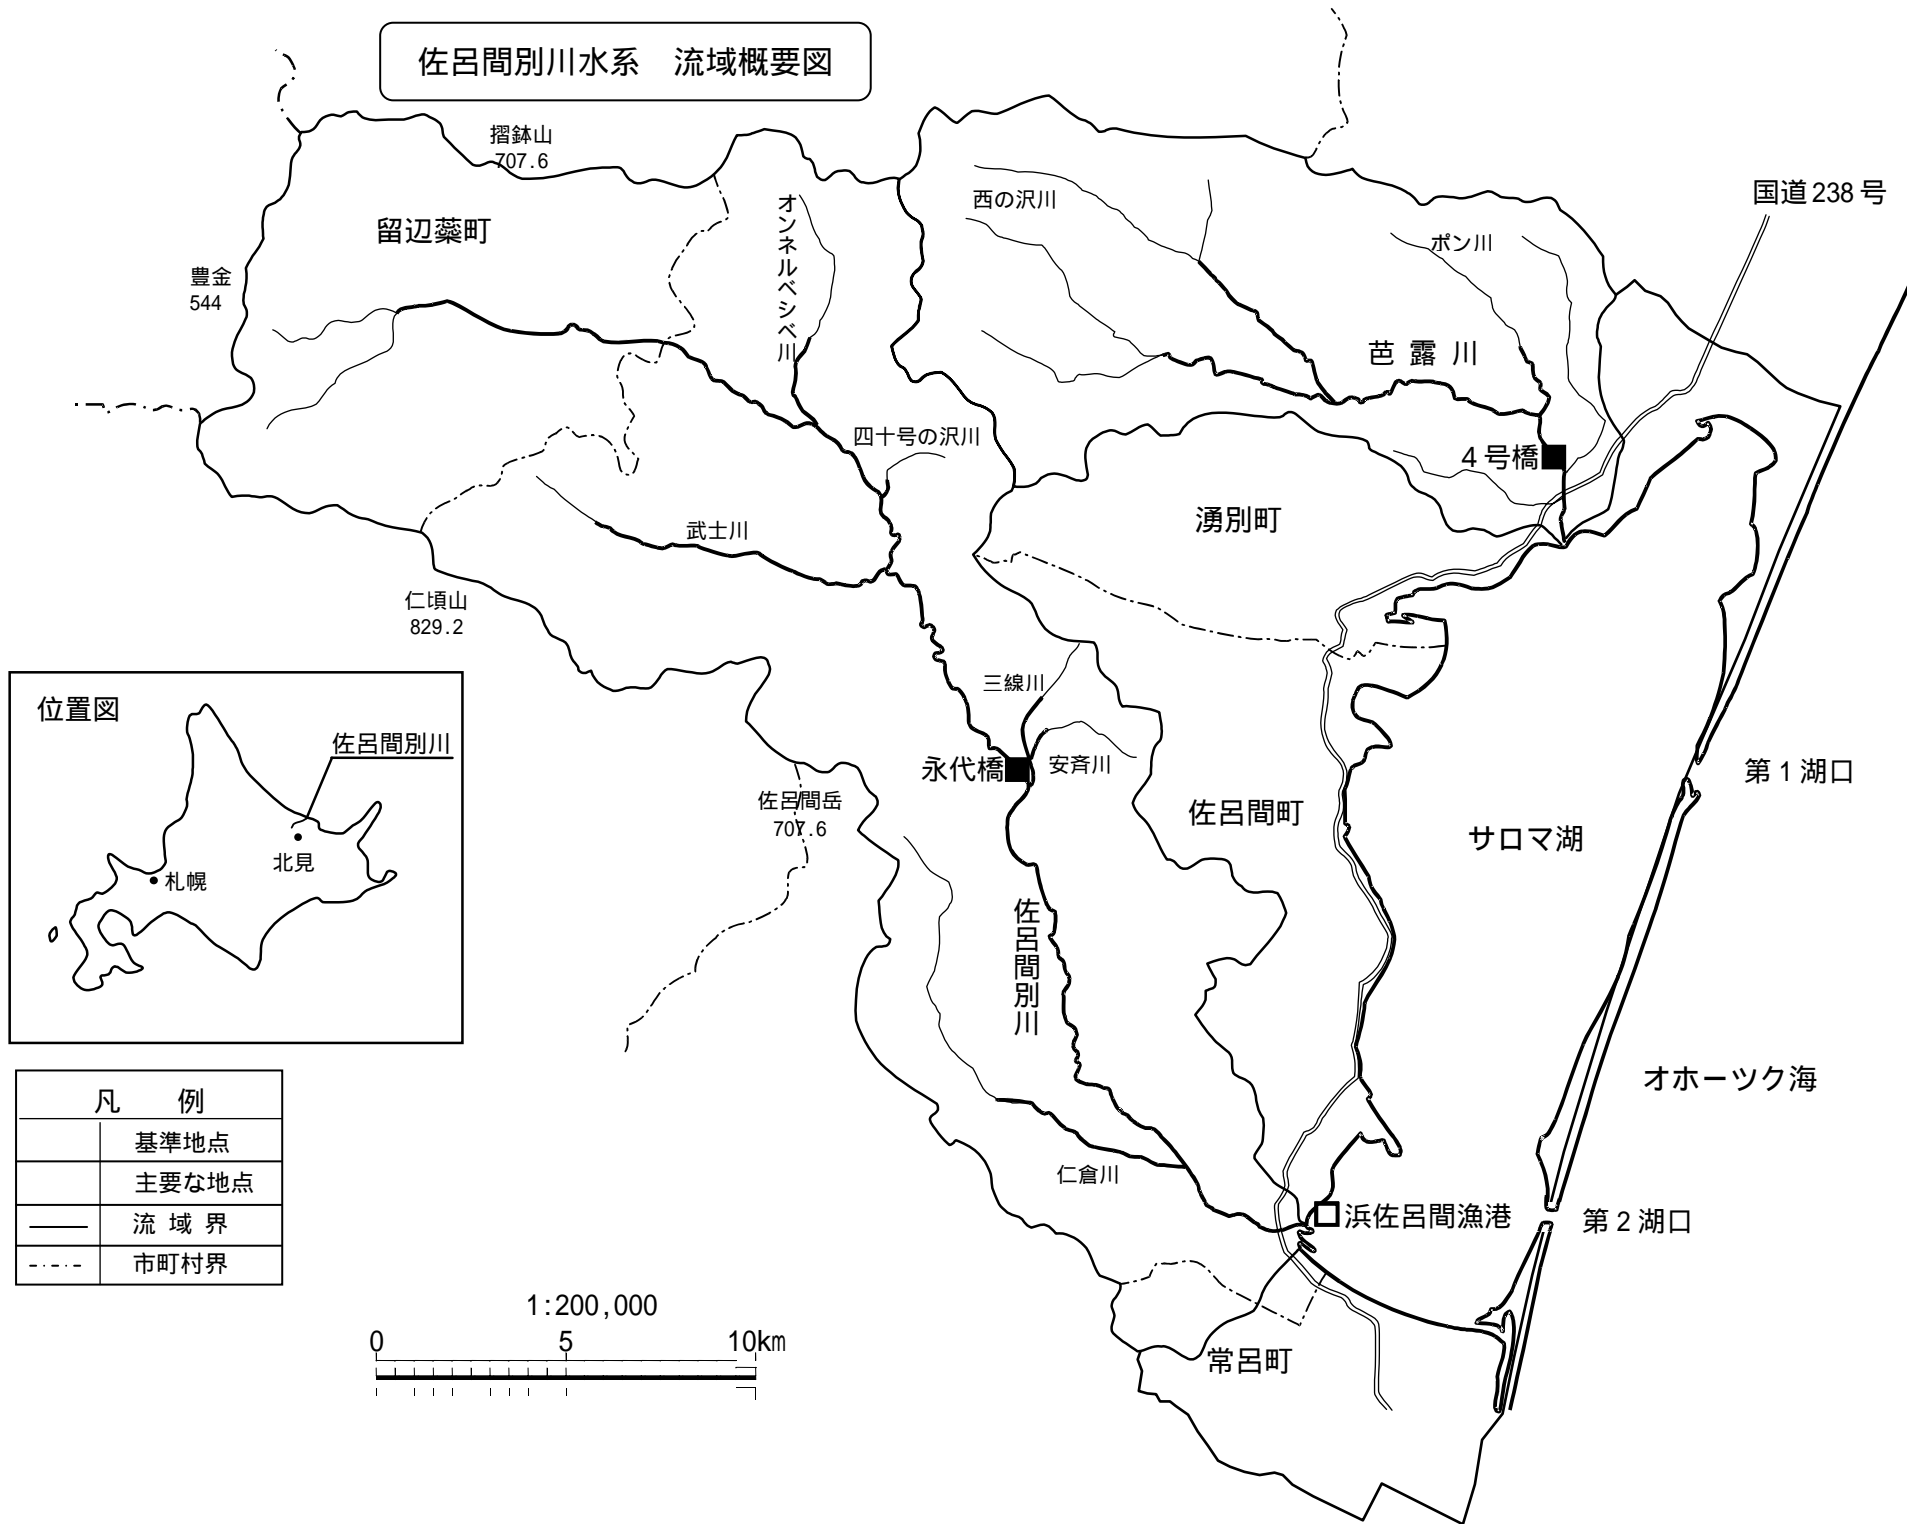 佐呂間別川水系 流域概要図
摺鉢山
707.6
国道238号
西の沢川
オンネルベシベ川
留辺蘂町
ポン川
豊金
544
芭露川
四十号の沢川
4号橋
湧別町
武士川
仁頃山
829.2
三線川
位置図
佐呂間別川
永代橋
安斉川
第1湖口
佐呂間岳
707.6
佐呂間町
サロマ湖
北見
札幌
佐呂間別川
オホーツク海
凡 例
基準地点
主要な地点
流域界
市町村界
仁倉川
浜佐呂間漁港
第2湖口
1:200,000
0 5 10km
常呂町